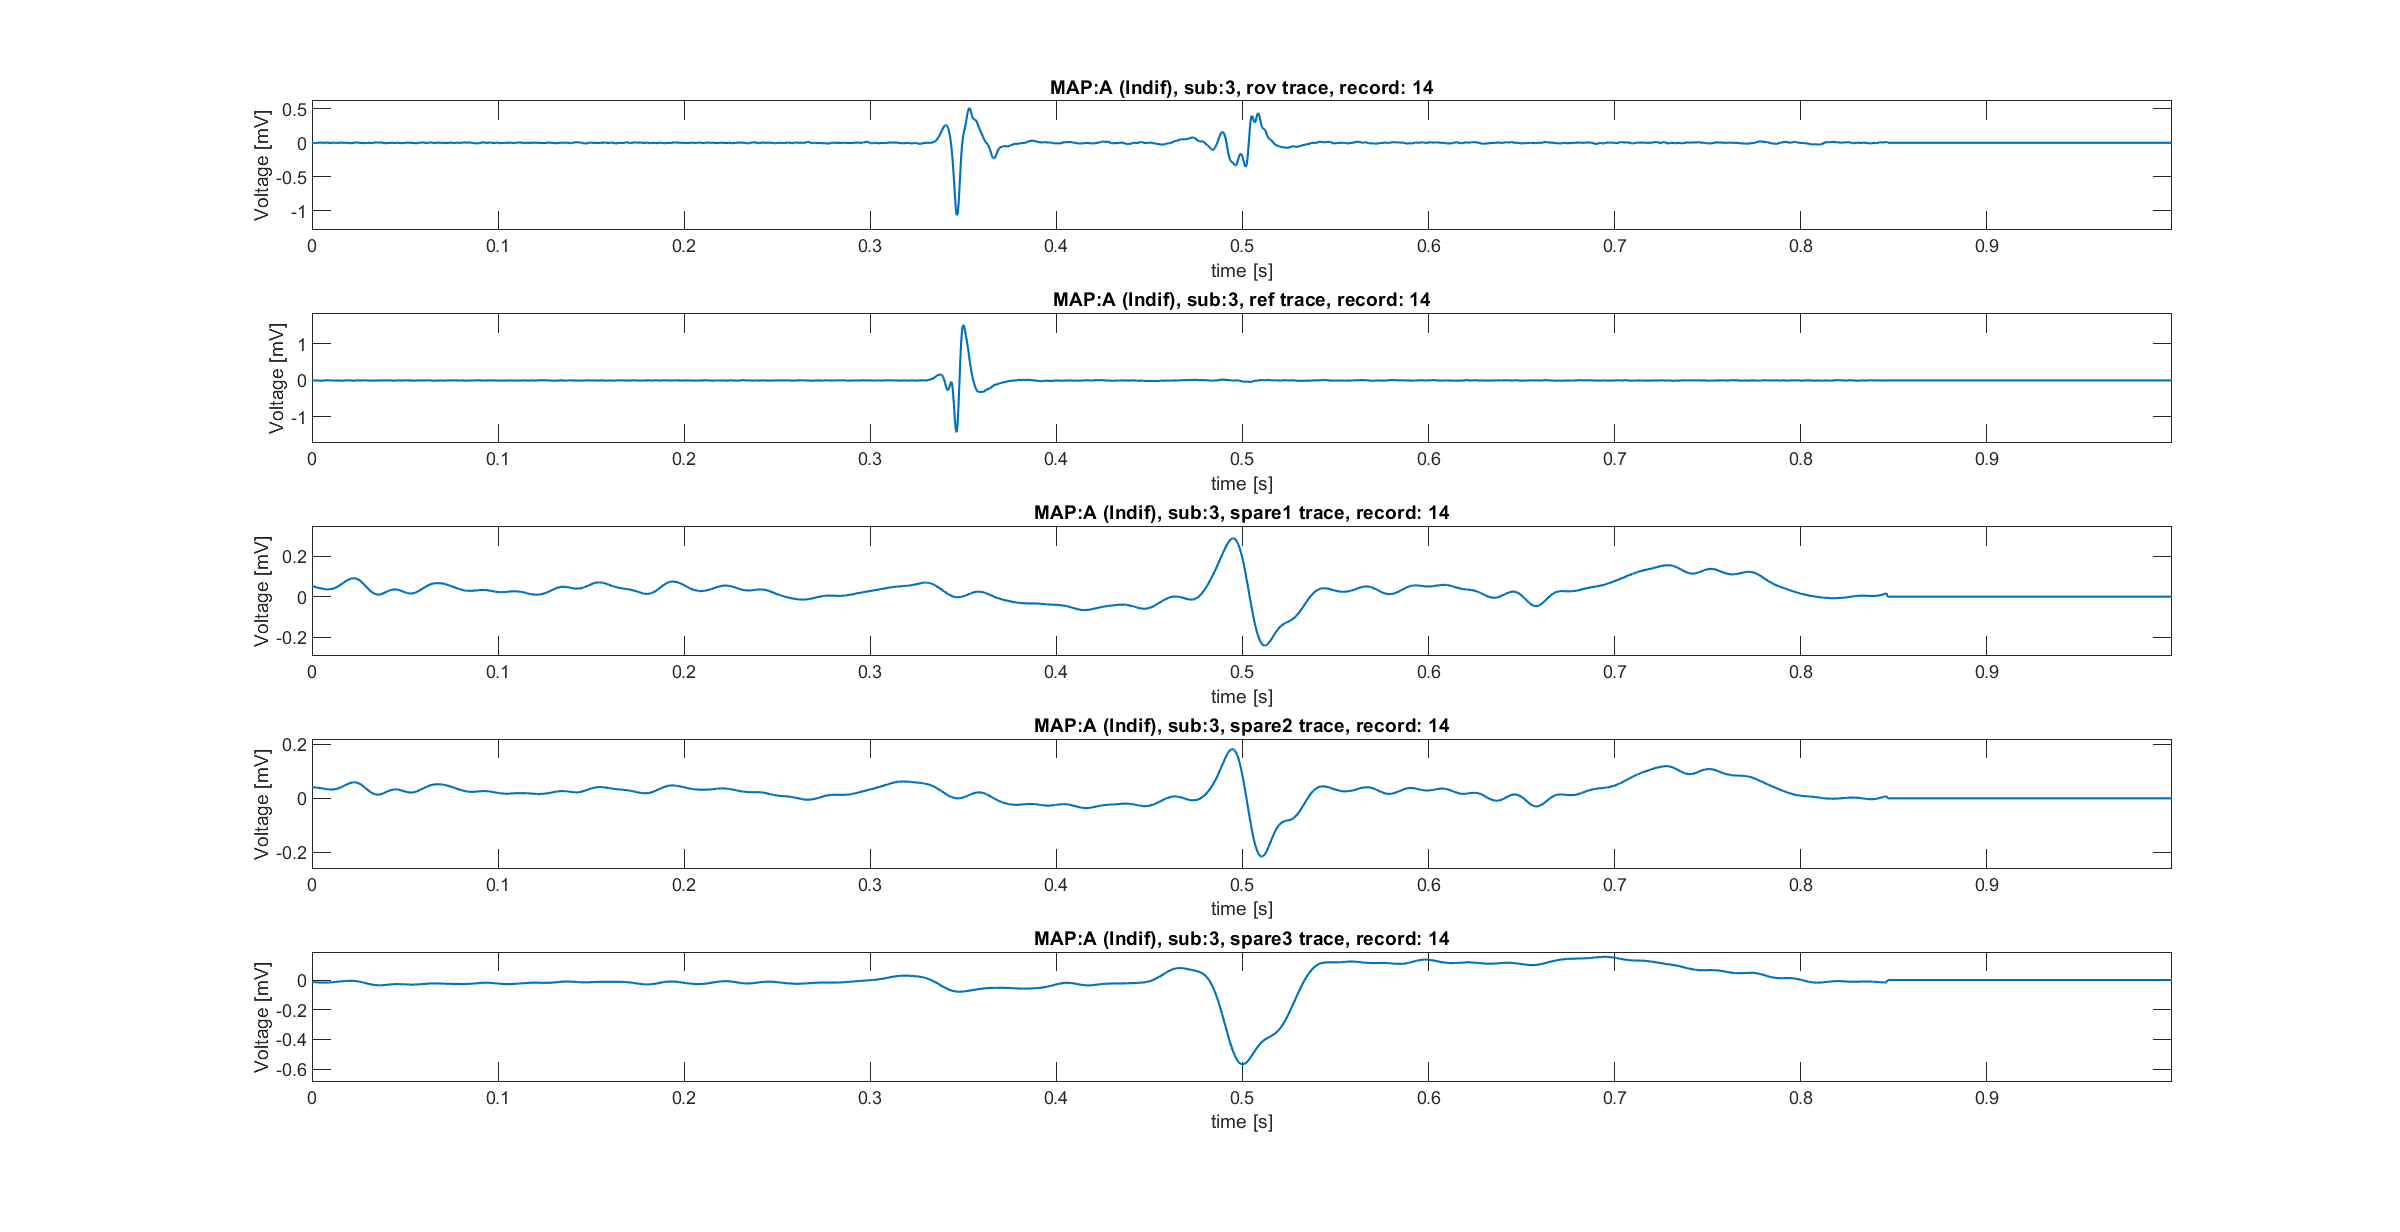 MAP:A (Indif), sub:3, rov trace, record: 14
Voltage [mV]
0.5
0
-0.5
-1
0 0.1 0.2 0.3 0.4 0.5 0.6 0.7 0.8 0.9
time [s]
MAP:A (Indif), sub:3, ref trace, record: 14
Voltage [mV]
1
0
-1
0 0.1 0.2 0.3 0.4 0.5 0.6 0.7 0.8 0.9
time [s]
MAP:A (Indif), sub:3, spare1 trace, record: 14
Voltage [mV]
0.2
0
-0.2
0 0.1 0.2 0.3 0.4 0.5 0.6 0.7 0.8 0.9
time [s]
MAP:A (Indif), sub:3, spare2 trace, record: 14
Voltage [mV]
0.2
0
-0.2
0 0.1 0.2 0.3 0.4 0.5 0.6 0.7 0.8 0.9
time [s]
MAP:A (Indif), sub:3, spare3 trace, record: 14
Voltage [mV]
0
-0.2
-0.4
-0.6
0 0.1 0.2 0.3 0.4 0.5 0.6 0.7 0.8 0.9
time [s]